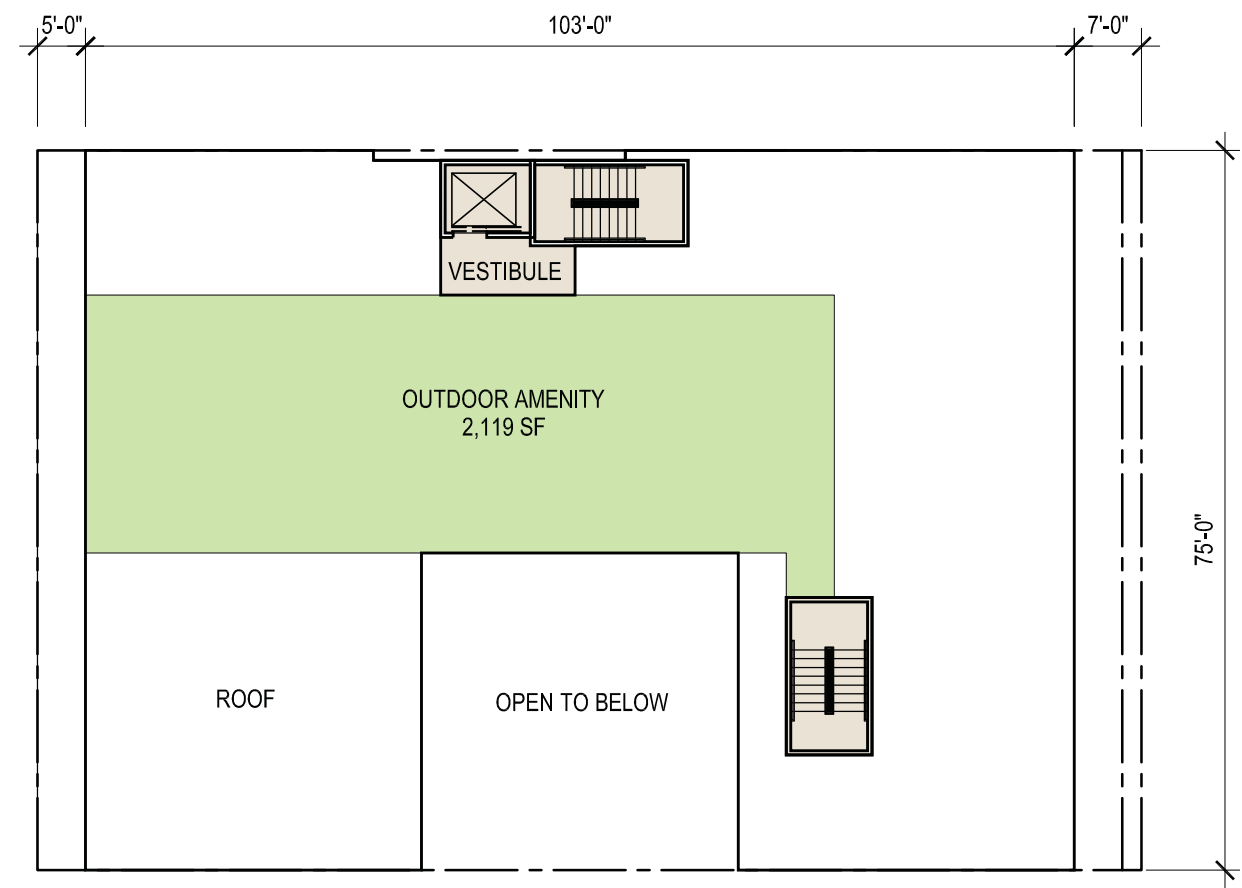 5'-0"
103'-0"
7'-0"
VESTIBULE
OUTDOOR AMENITY
2,119 SF
75'-0"
ROOF
OPEN TO BELOW